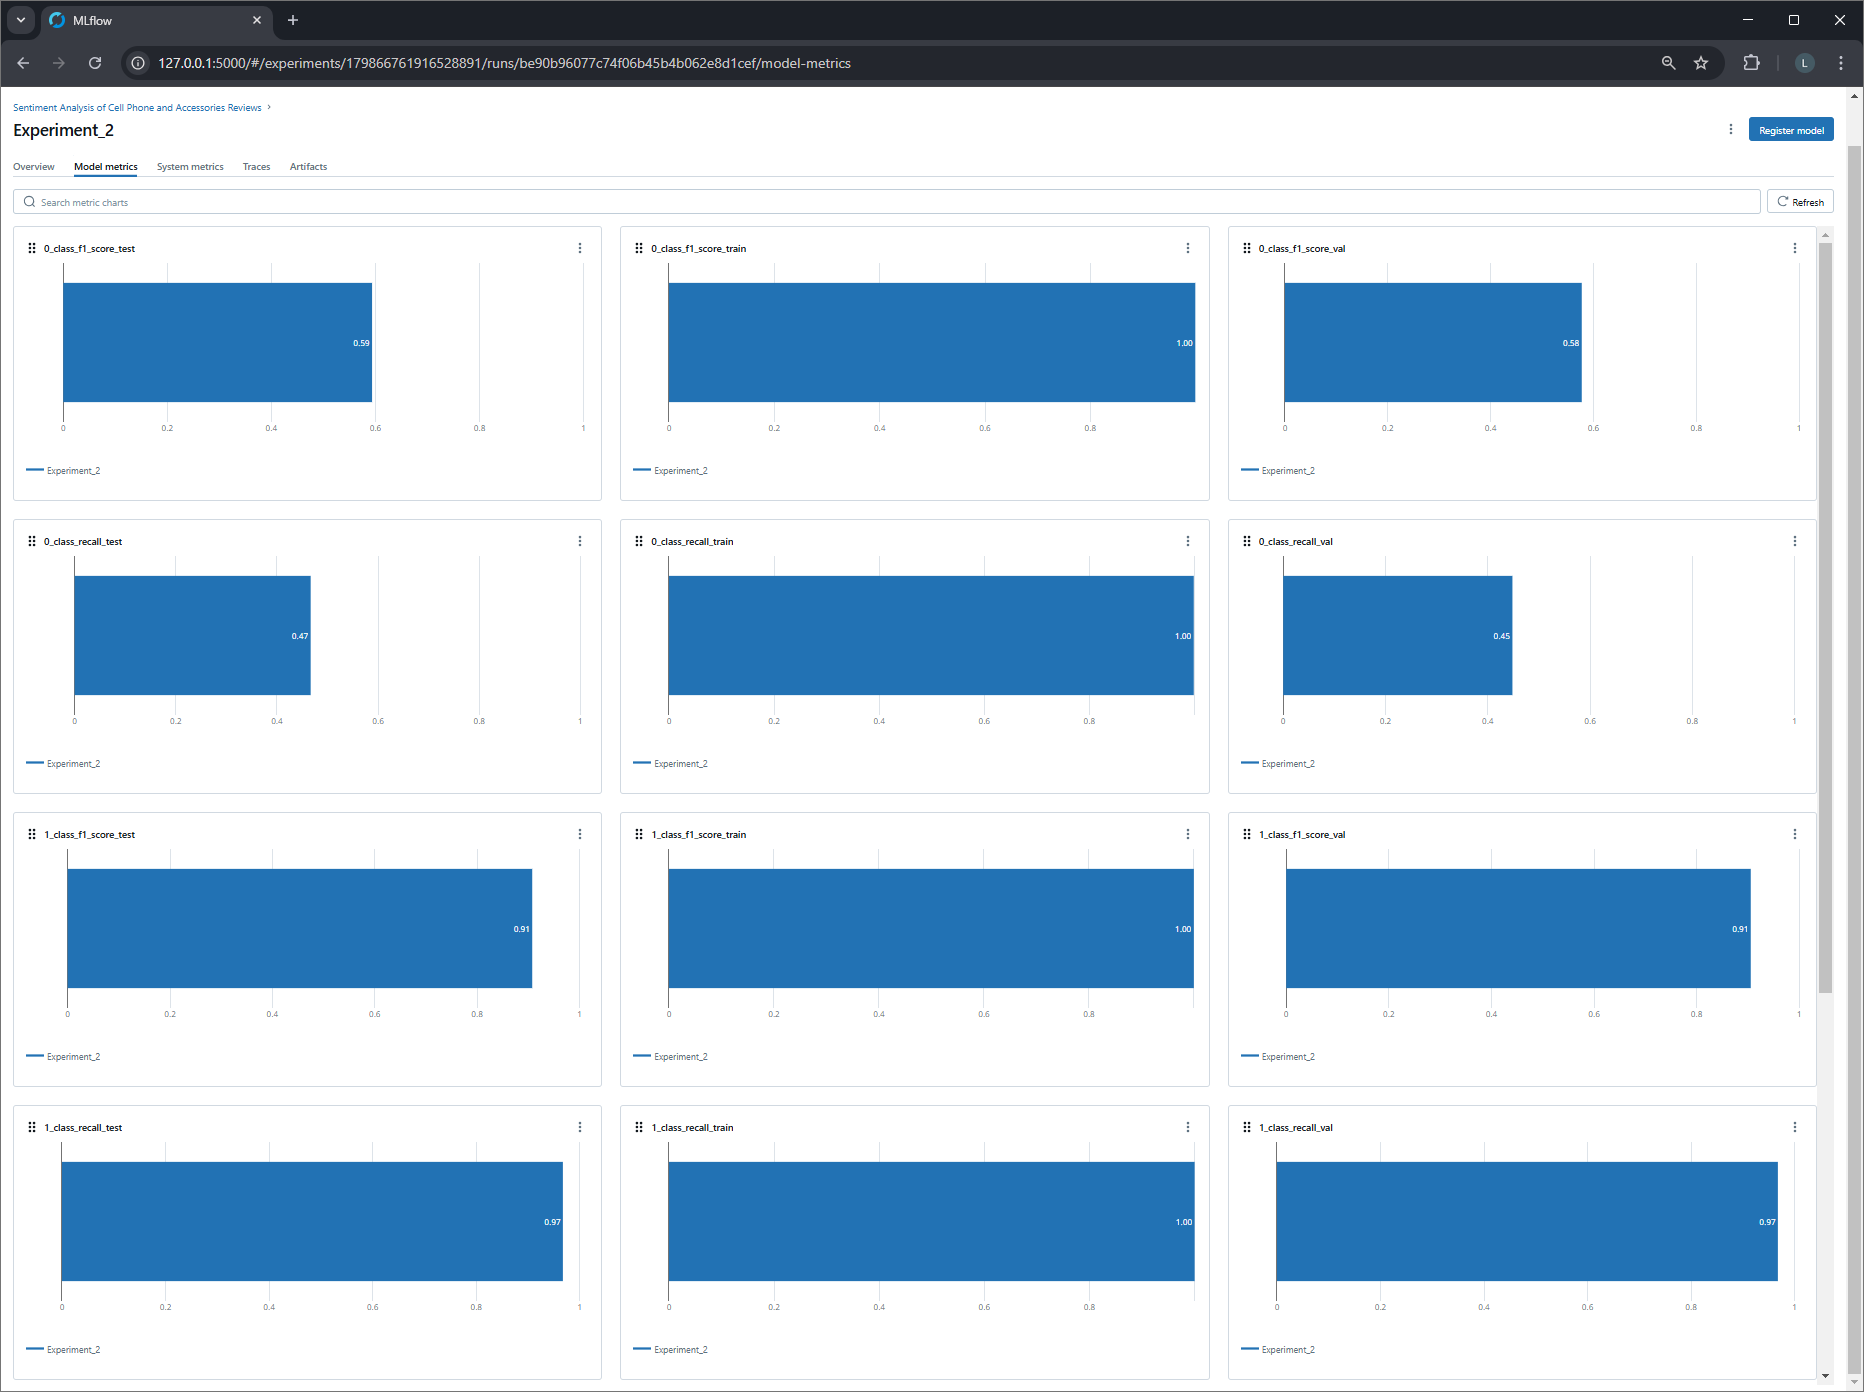 MLflow
127.0.0.1:5000/#/experiments/179866761916528891/runs/be90b96077c74f06b45b4b062e8d1cef/model-metrics
L
Sentiment Analysis of Cell Phone and Accessories Reviews
Experiment_2
Register model
Overview Model metrics System metrics Traces Artifacts
Search metric charts
Refresh
0_class_f1_score_test
0.59
0 0.2 0.4 0.6 0.8 1
Experiment_2
0_class_f1_score_train
1.00
0 0.2 0.4 0.6 0.8
Experiment_2
0_class_f1_score_val
0.58
0 0.2 0.4 0.6 0.8 1
Experiment_2
0_class_recall_test
0.47
0 0.2 0.4 0.6 0.8 1
Experiment_2
0_class_recall_train
1.00
0 0.2 0.4 0.6 0.8
Experiment_2
0_class_recall_val
0.45
0 0.2 0.4 0.6 0.8 1
Experiment_2
1_class_f1_score_test
0.91
0 0.2 0.4 0.6 0.8 1
Experiment_2
1_class_f1_score_train
1.00
0 0.2 0.4 0.6 0.8
Experiment_2
1_class_f1_score_val
0.91
0 0.2 0.4 0.6 0.8 1
Experiment_2
1_class_recall_test
0.97
0 0.2 0.4 0.6 0.8 1
Experiment_2
1_class_recall_train
1.00
0 0.2 0.4 0.6 0.8
Experiment_2
1_class_recall_val
0.97
0 0.2 0.4 0.6 0.8 1
Experiment_2